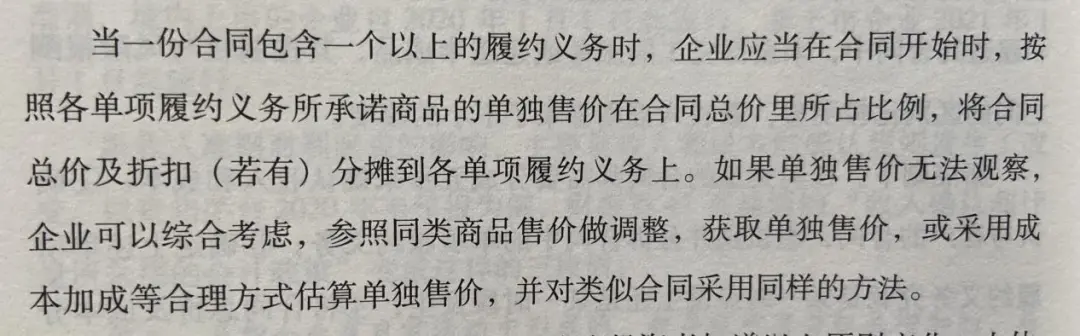 当一份合同包含一个以上的履约义务时，企业应当在合同开始时，按
照各单项履约义务所承诺商品的单独售价在合同总价里所占比例，将合同
总价及折扣（若有）分摊到各单项履约义务上。如果单独售价无法观察，
企业可以综合考虑，参照同类商品售价做调整，获取单独售价，或采用成
本加成等合理方式估算单独售价，并对类似合同采用同样的方法。